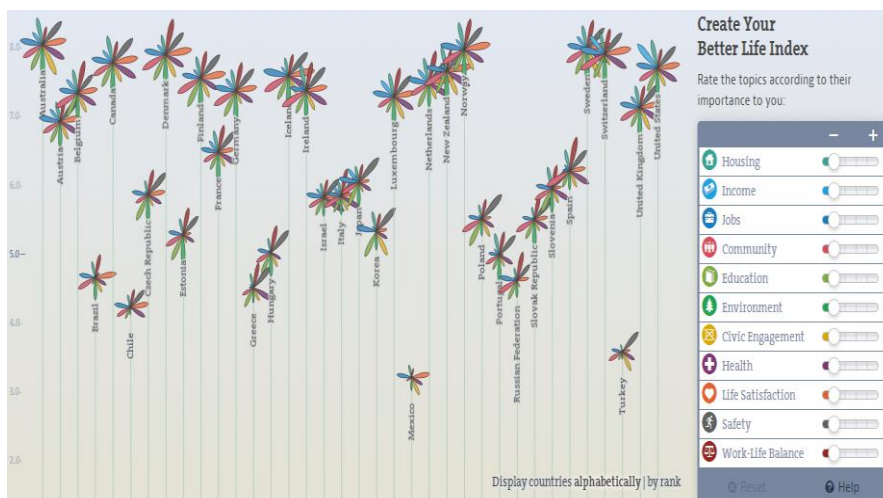 Create Your
Better Life Index
Rate the topics according to their
importance to you:
− +
Housing
Income
Jobs
Community
Education
Environment
Civic Engagement
Health
Life Satisfaction
Safety
Work-Life Balance
Reset Help
8.0
7.0
6.0
5.0
4.0
3.0
2.0
Australia
Austria
Belgium
Brazil
Canada
Chile
Czech Republic
Denmark
Estonia
Finland
France
Germany
Greece
Hungary
Iceland
Ireland
Israel
Italy
Japan
Korea
Luxembourg
Mexico
Netherlands
New Zealand
Norway
Poland
Portugal
Russian Federation
Slovak Republic
Slovenia
Spain
Sweden
Switzerland
Turkey
United Kingdom
United States
Display countries alphabetically | by rank